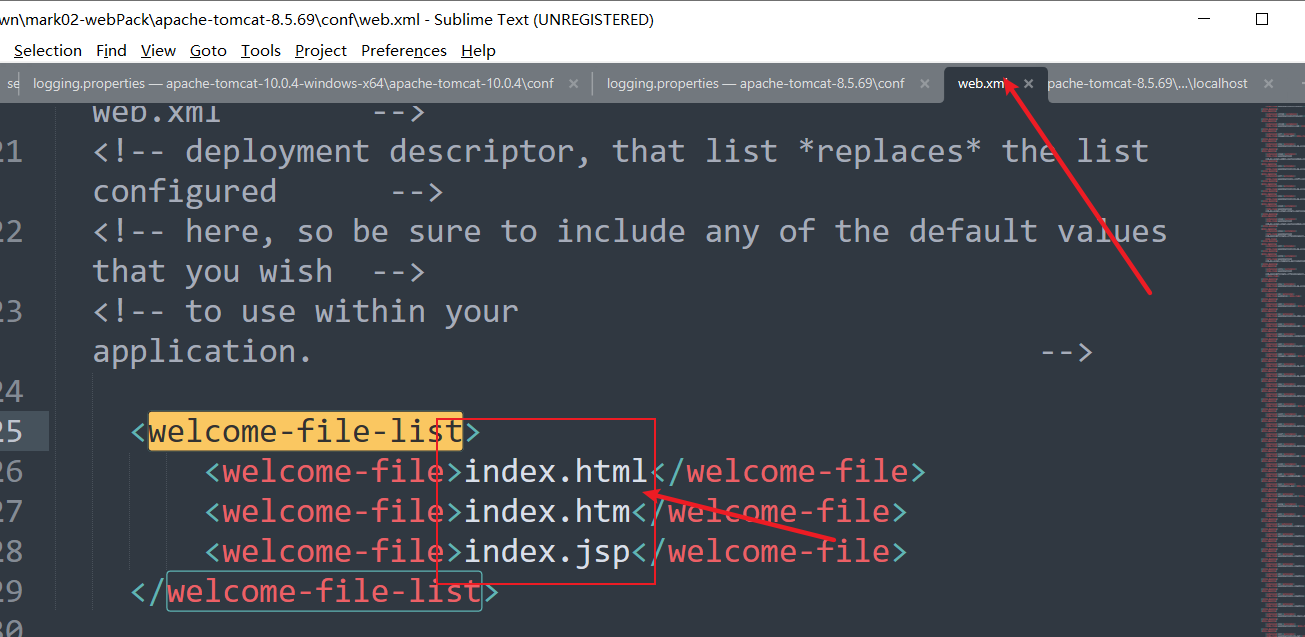 wn\mark02-webPack\apache-tomcat-8.5.69\conf\web.xml - Sublime Text (UNREGISTERED)
Selection Find View Goto Tools Project Preferences Help
se logging.properties — apache-tomcat-10.0.4-windows-x64\apache-tomcat-10.0.4\conf × logging.properties — apache-tomcat-8.5.69\conf × web.xml × pache-tomcat-8.5.69\...\localhost ×
web.xml -->
21 <!-- deployment descriptor, that list *replaces* the list
configured -->
22 <!-- here, so be sure to include any of the default values
that you wish -->
23 <!-- to use within your
application. -->
24
25 <welcome-file-list>
26 <welcome-file>index.html</welcome-file>
27 <welcome-file>index.htm</welcome-file>
28 <welcome-file>index.jsp</welcome-file>
29 </welcome-file-list>
30